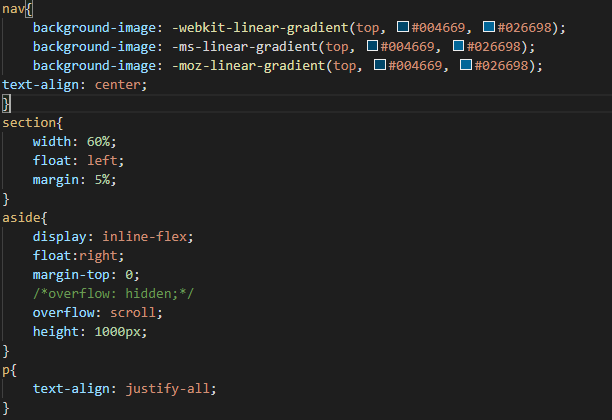 nav{
    background-image: -webkit-linear-gradient(top, #004669, #026698);
    background-image: -ms-linear-gradient(top, #004669, #026698);
    background-image: -moz-linear-gradient(top, #004669, #026698);
text-align: center;
}
section{
    width: 60%;
    float: left;
    margin: 5%;
}
aside{
    display: inline-flex;
    float:right;
    margin-top: 0;
    /*overflow: hidden;*/
    overflow: scroll;
    height: 1000px;
}
p{
    text-align: justify-all;
}